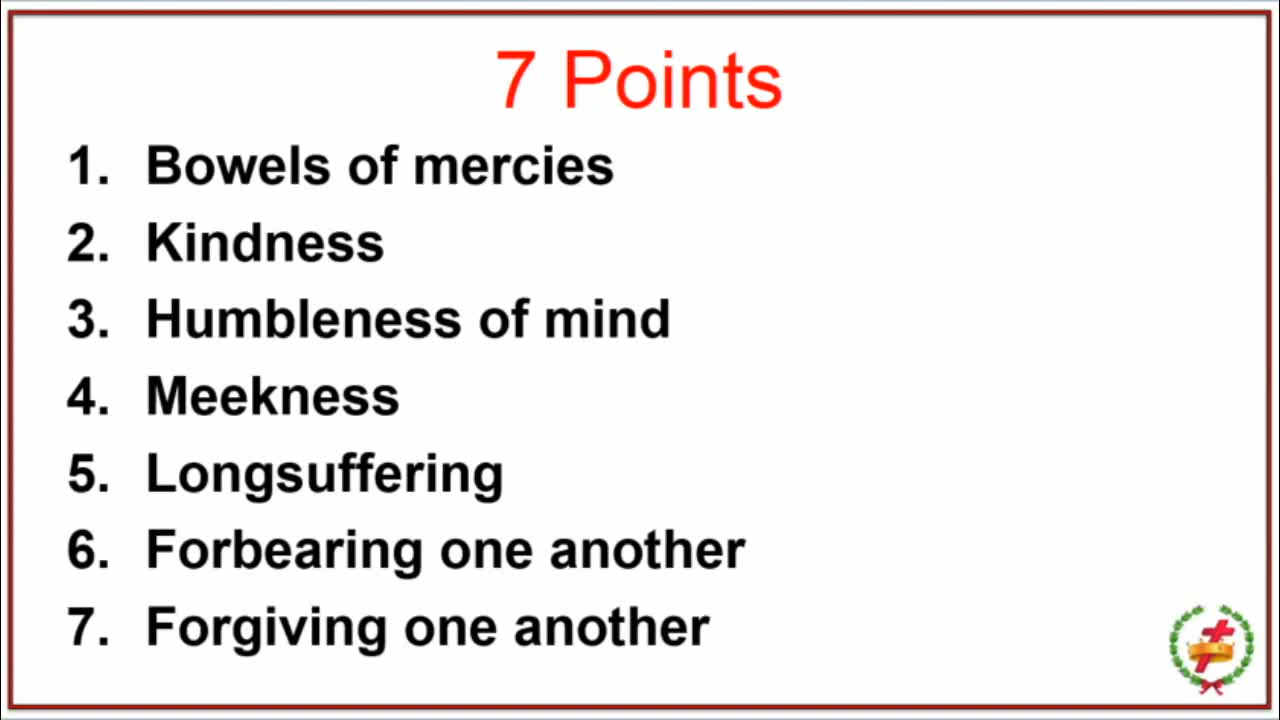 7 Points
1. Bowels of mercies
2. Kindness
3. Humbleness of mind
4. Meekness
5. Longsuffering
6. Forbearing one another
7. Forgiving one another